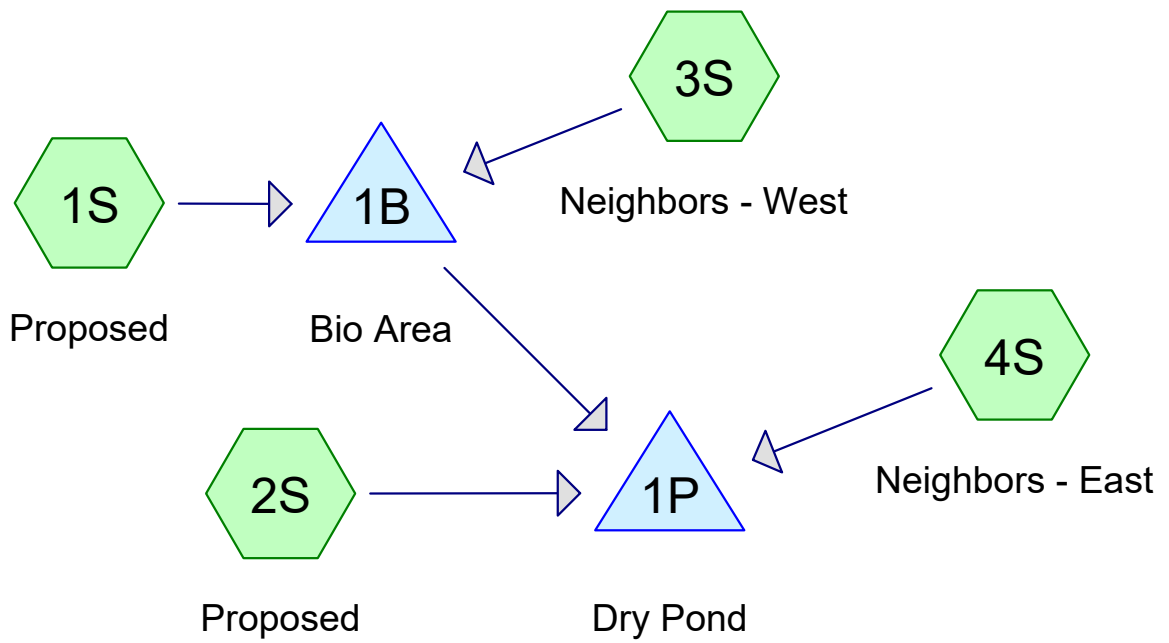 3S
1S
1B
Neighbors - West
Proposed
Bio Area
4S
2S
1P
Neighbors - East
Proposed
Dry Pond